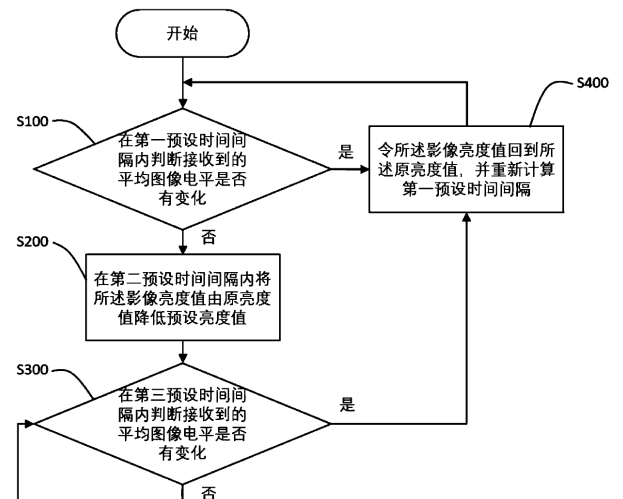 开始
S100
在第一预设时间间
隔内判断接收到的
平均图像电平是否
有变化
是
S400
令所述影像亮度值回到所
述原亮度值，并重新计算
第一预设时间间隔
否
S200
在第二预设时间间隔内将
所述影像亮度值由原亮度
值降低预设亮度值
S300
在第三预设时间间
隔内判断接收到的
平均图像电平是否
有变化
是
否